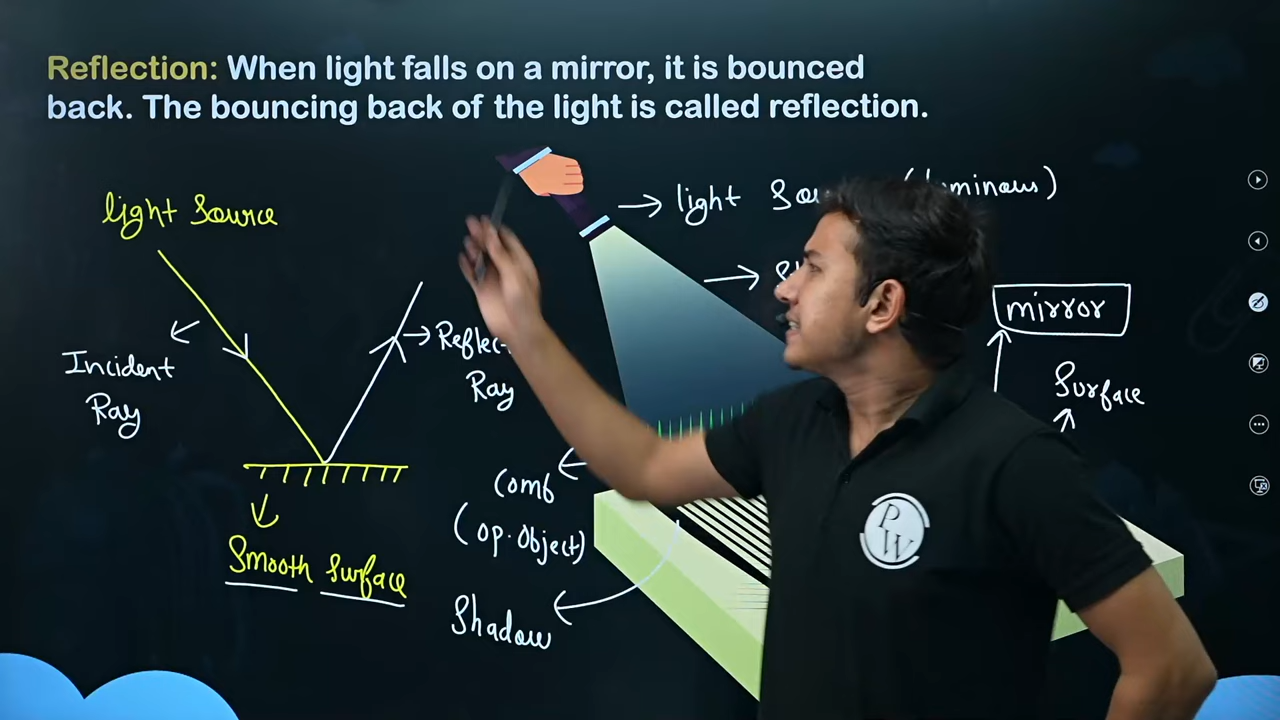 Reflection: When light falls on a mirror, it is bounced
back. The bouncing back of the light is called reflection.
light source
→ light
mirror
Incident
Ray
Ray
Surface
Comb
(op. object)
Smooth Surface
Shadow
PW